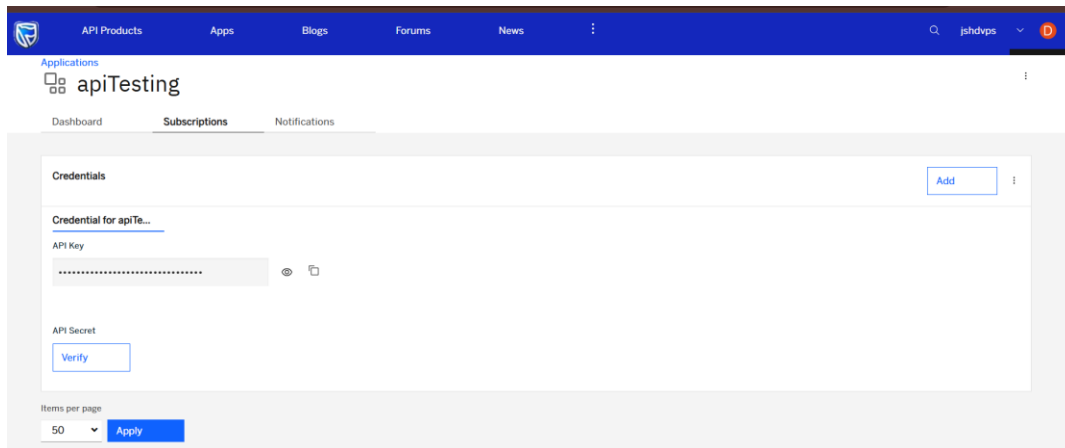 API Products Apps Blogs Forums News jshdvps D
Applications
apiTesting
Dashboard Subscriptions Notifications
Credentials
Add
Credential for apiTe...
API Key
API Secret
Verify
Items per page
50 Apply